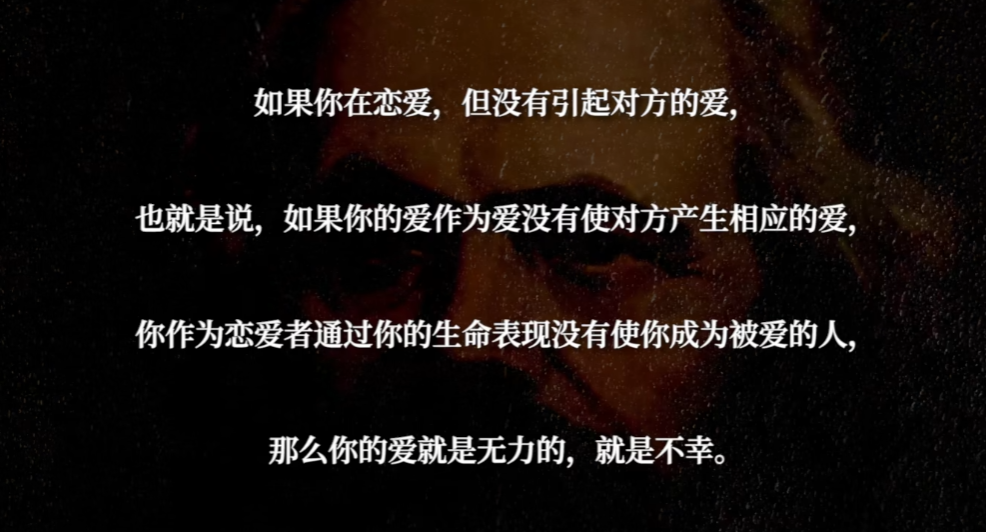 如果你在恋爱，但没有引起对方的爱，
也就是说，如果你的爱作为爱没有使对方产生相应的爱，
你作为恋爱者通过你的生命表现没有使你成为被爱的人，
那么你的爱就是无力的，就是不幸。